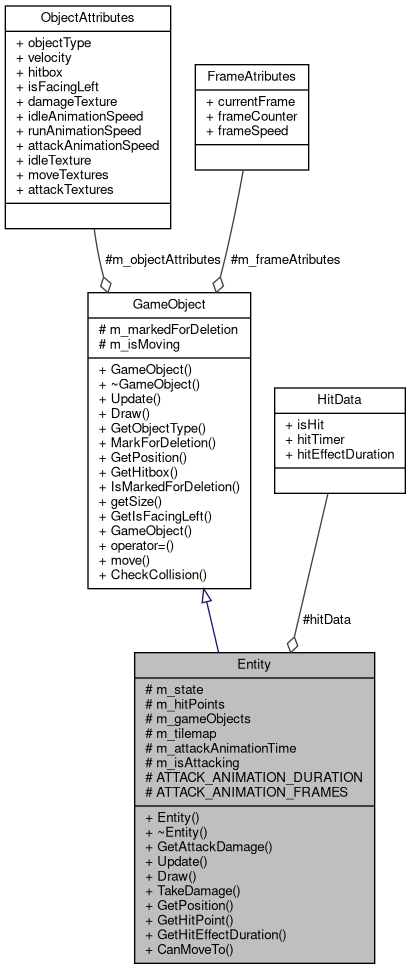 ObjectAttributes
+ objectType
+ velocity
+ hitbox
+ isFacingLeft
+ damageTexture
+ idleAnimationSpeed
+ runAnimationSpeed
+ attackAnimationSpeed
+ idleTexture
+ moveTextures
+ attackTextures
FrameAtributes
+ currentFrame
+ frameCounter
+ frameSpeed
#m_objectAttributes
#m_frameAtributes
GameObject
# m_markedForDeletion
# m_isMoving
+ GameObject()
+ ~GameObject()
+ Update()
+ Draw()
+ GetObjectType()
+ MarkForDeletion()
+ GetPosition()
+ GetHitbox()
+ IsMarkedForDeletion()
+ getSize()
+ GetIsFacingLeft()
+ GameObject()
+ operator=()
+ move()
+ CheckCollision()
HitData
+ isHit
+ hitTimer
+ hitEffectDuration
#hitData
Entity
# m_state
# m_hitPoints
# m_gameObjects
# m_tilemap
# m_attackAnimationTime
# m_isAttacking
# ATTACK_ANIMATION_DURATION
# ATTACK_ANIMATION_FRAMES
+ Entity()
+ ~Entity()
+ GetAttackDamage()
+ Update()
+ Draw()
+ TakeDamage()
+ GetPosition()
+ GetHitPoint()
+ GetHitEffectDuration()
+ CanMoveTo()